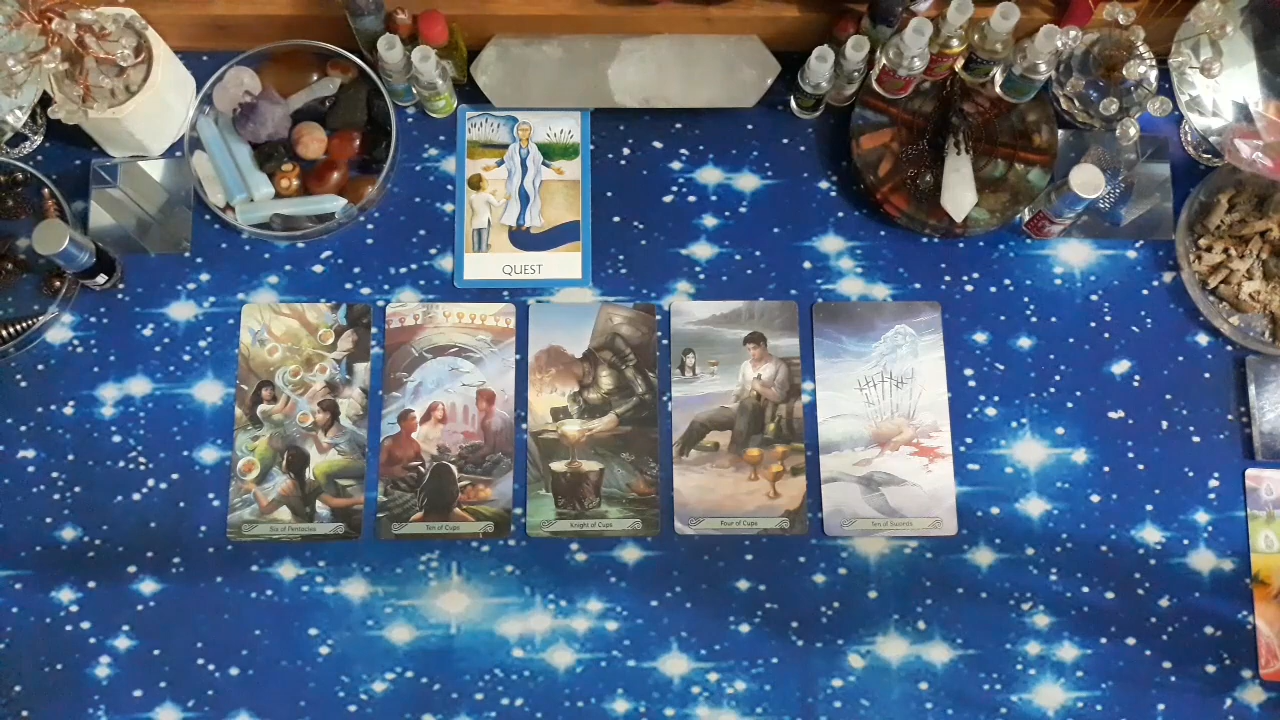 QUEST
Six of Pentacles
Ten of Cups
Knight of Cups
Four of Cups
Ten of Swords